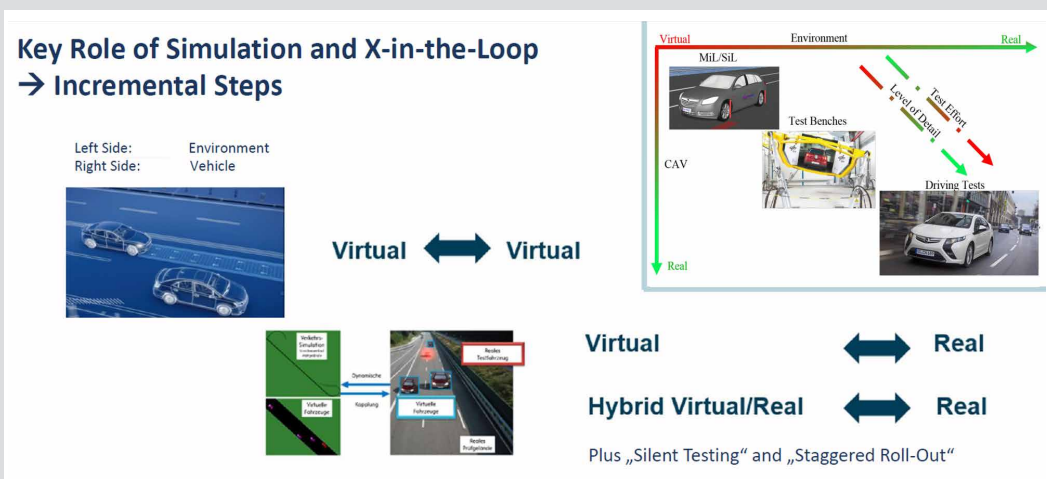 Key Role of Simulation and X-in-the-Loop
→ Incremental Steps
Left Side: Environment
Right Side: Vehicle
Virtual Virtual
Virtual Environment Real
MiL/SiL
Test Benches
CAV
Level of Detail
Test Effort
Driving Tests
Real
Verkehrs-
Simulation
Virtuelle
Fahrzeuge
Dynamische
Kopplung
Reales
Testfahrzeug
Virtuelle
Fahrzeuge
Reales
Prüfgelände
Virtual Real
Hybrid Virtual/Real Real
Plus „Silent Testing“ and „Staggered Roll-Out“